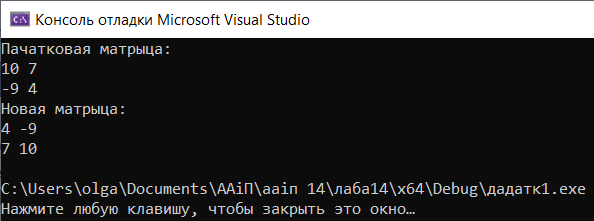 Консоль отладки Microsoft Visual Studio
Пачатковая матрыца:
10 7
-9 4
Новая матрыца:
4 -9
7 10
C:\Users\olga\Documents\ААіП\ааіп 14\лаба14\x64\Debug\дадатк1.exe
Нажмите любую клавишу, чтобы закрыть это окно…